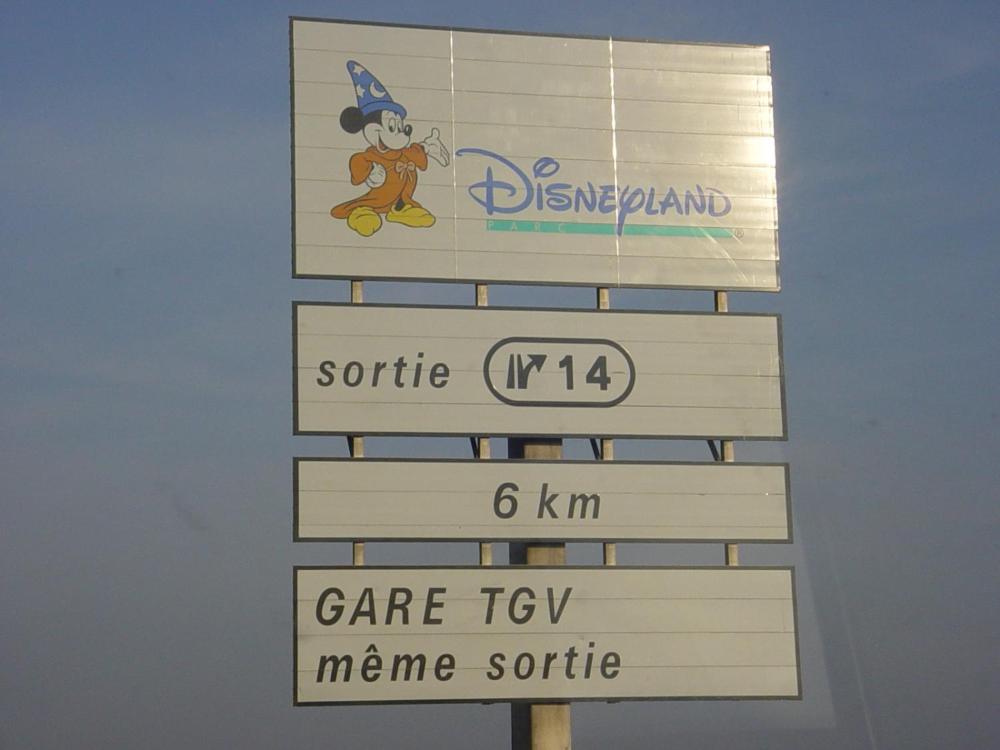 Disneyland
PARC ®
sortie 14
6 km
GARE TGV
même sortie